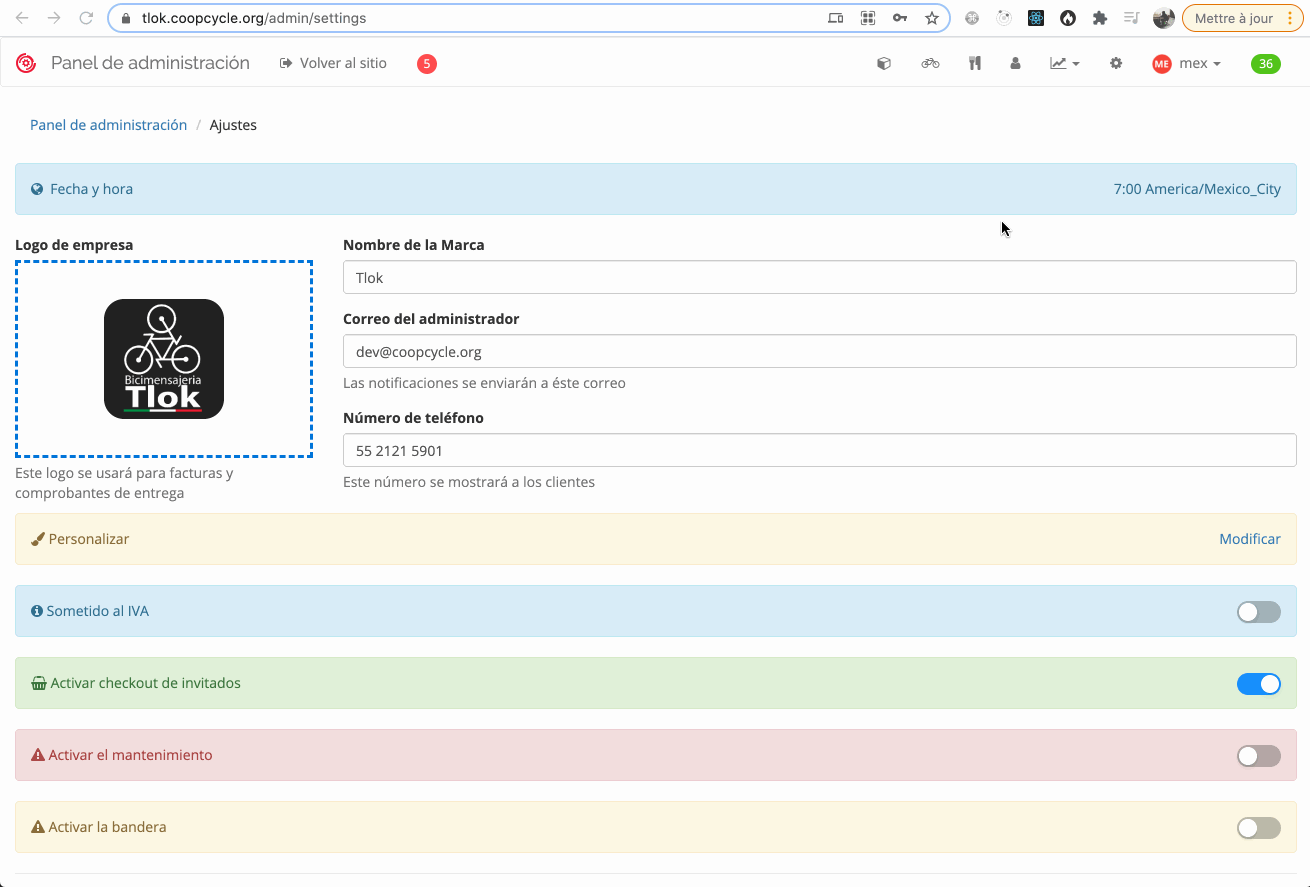 tlok.coopcycle.org/admin/settings
Mettre à jour
Panel de administración
Volver al sitio
5
ME
mex
36
Panel de administración / Ajustes
Fecha y hora
7:00 America/Mexico_City
Logo de empresa
Bicimensajería
Tlok
Este logo se usará para facturas y
comprobantes de entrega
Nombre de la Marca
Tlok
Correo del administrador
dev@coopcycle.org
Las notificaciones se enviarán a éste correo
Número de teléfono
55 2121 5901
Este número se mostrará a los clientes
Personalizar
Modificar
Sometido al IVA
Activar checkout de invitados
Activar el mantenimiento
Activar la bandera